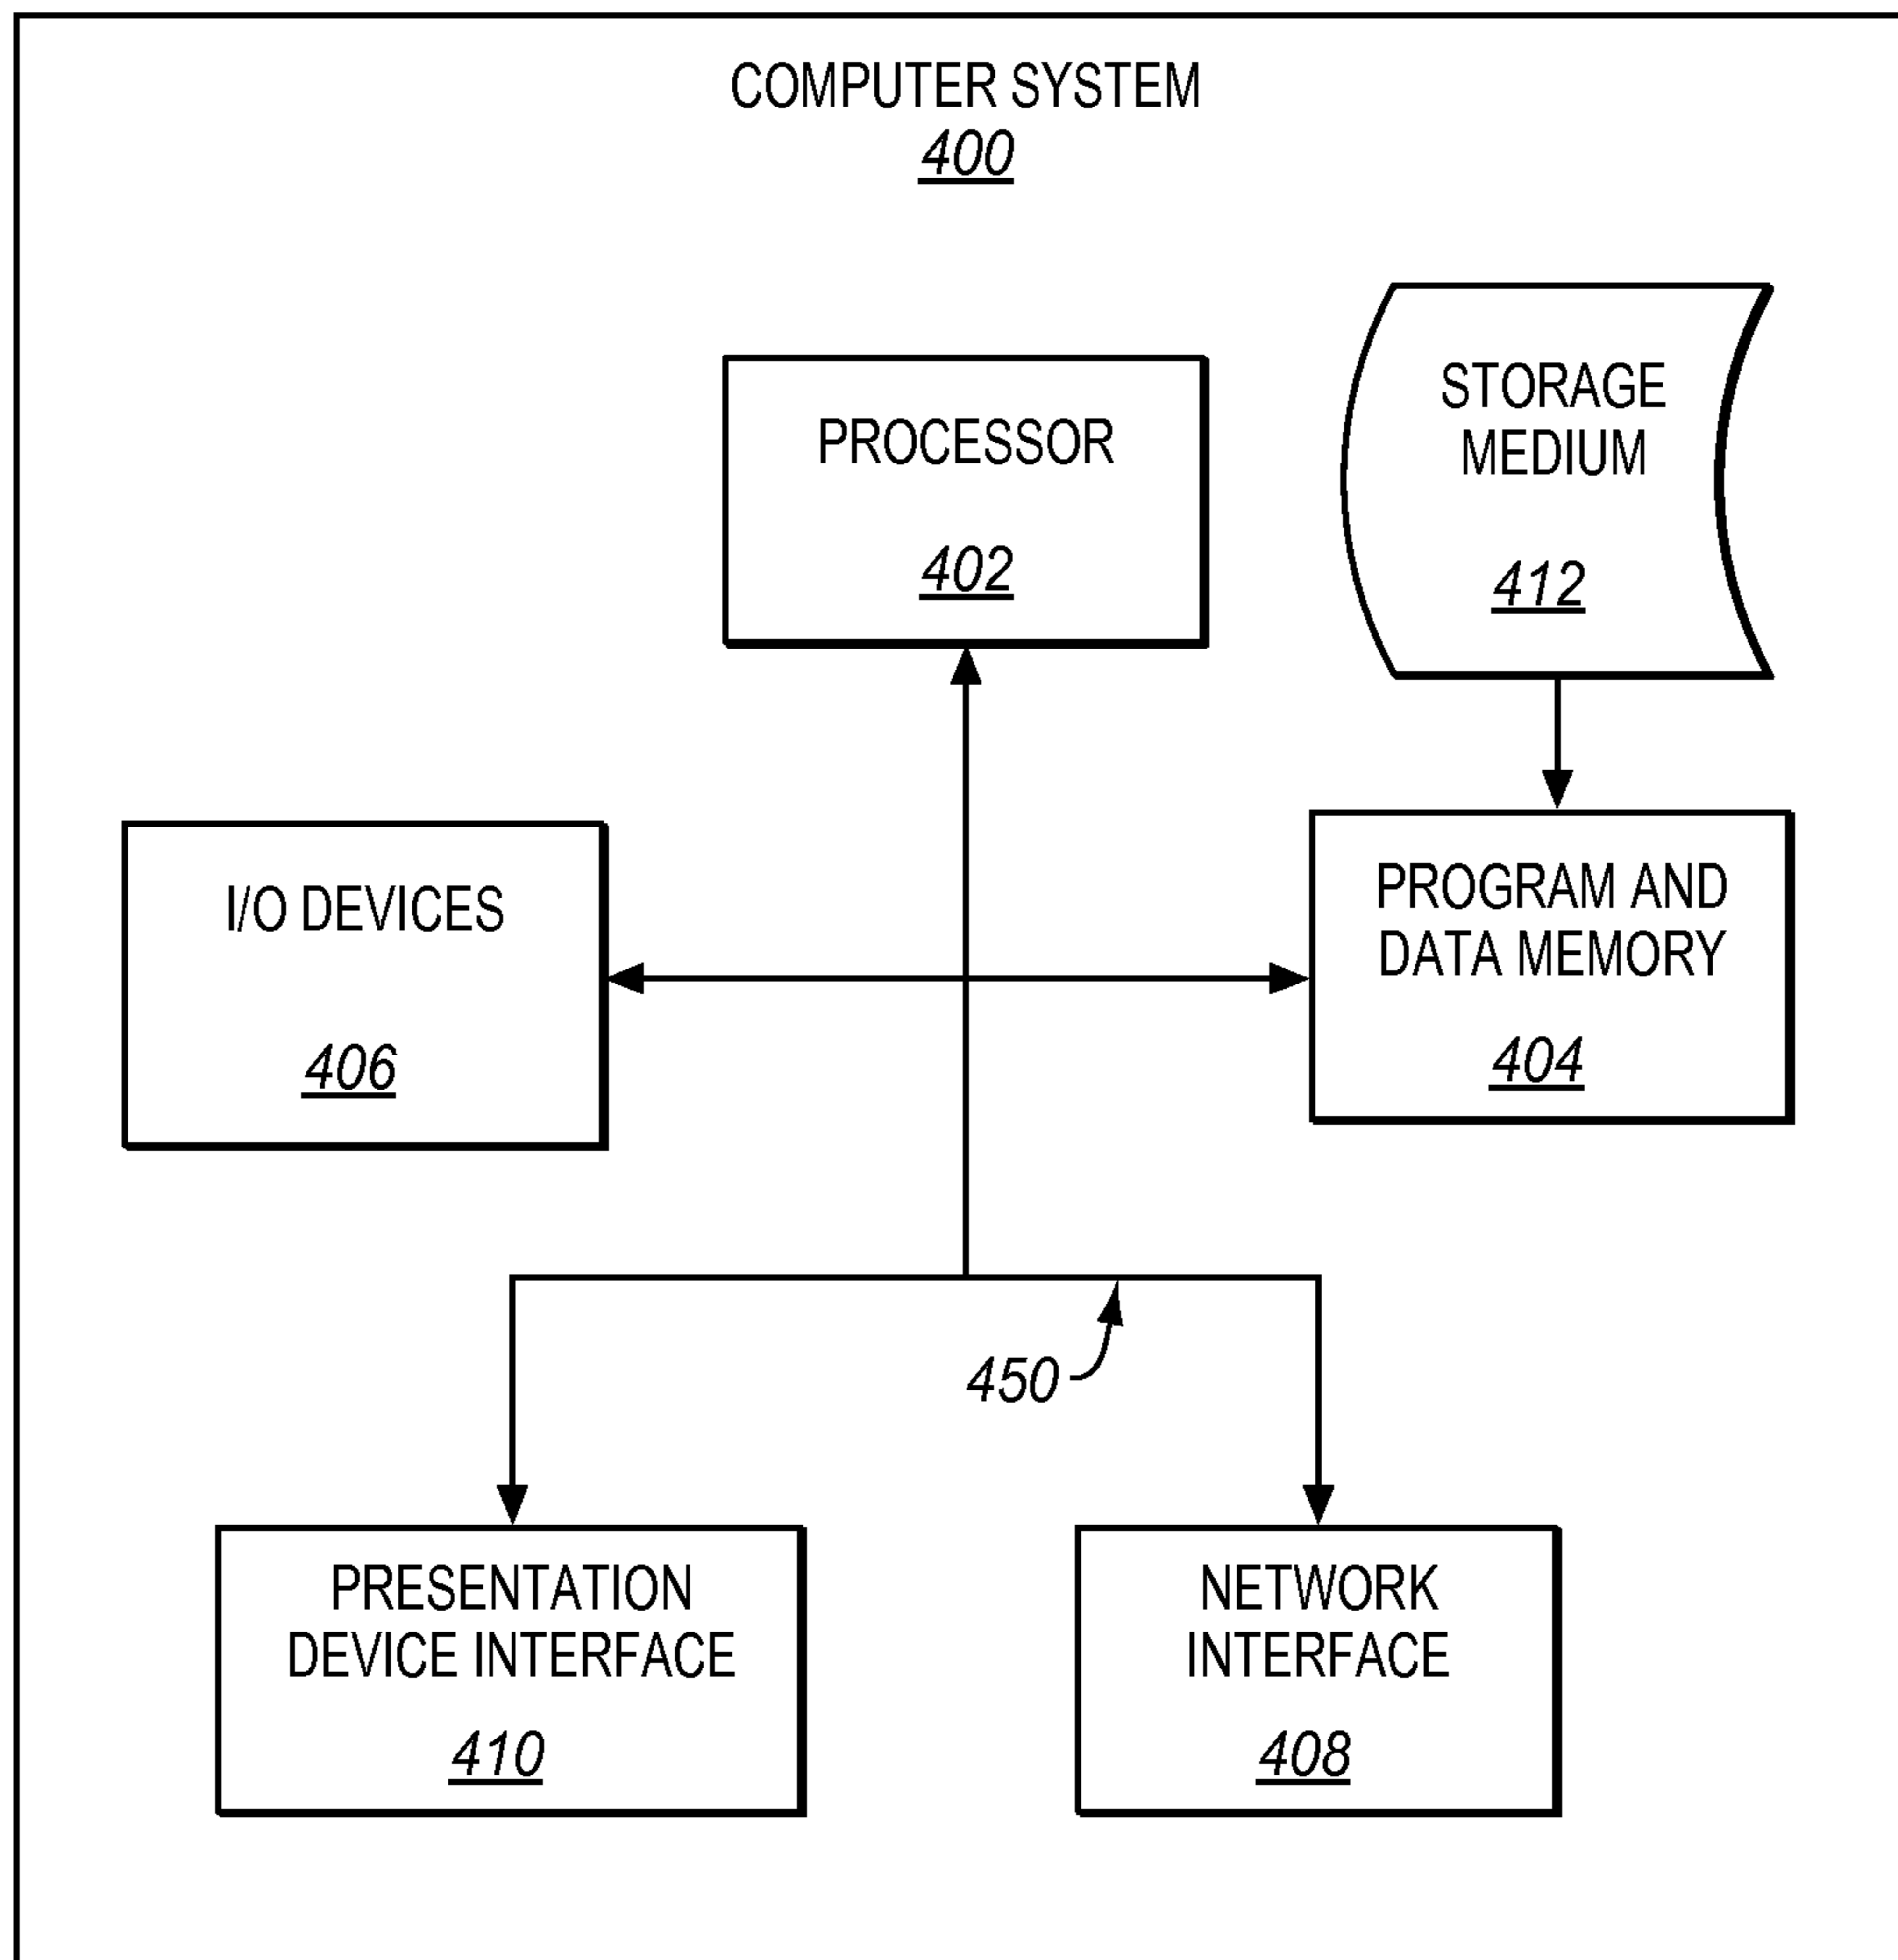 COMPUTER SYSTEM
400
PROCESSOR
402
STORAGE
MEDIUM
412
I/O DEVICES
406
PROGRAM AND
DATA MEMORY
404
450
PRESENTATION
DEVICE INTERFACE
410
NETWORK
INTERFACE
408